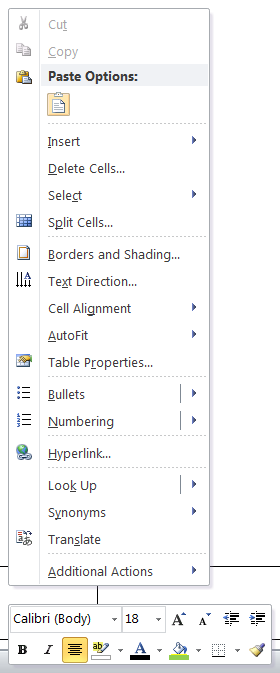 Cut
Copy
Paste Options:
Insert
Delete Cells...
Select
Split Cells...
Borders and Shading...
Text Direction...
Cell Alignment
AutoFit
Table Properties...
Bullets
Numbering
Hyperlink...
Look Up
Synonyms
Translate
Additional Actions
Calibri (Body) 18 A A
B I ab A